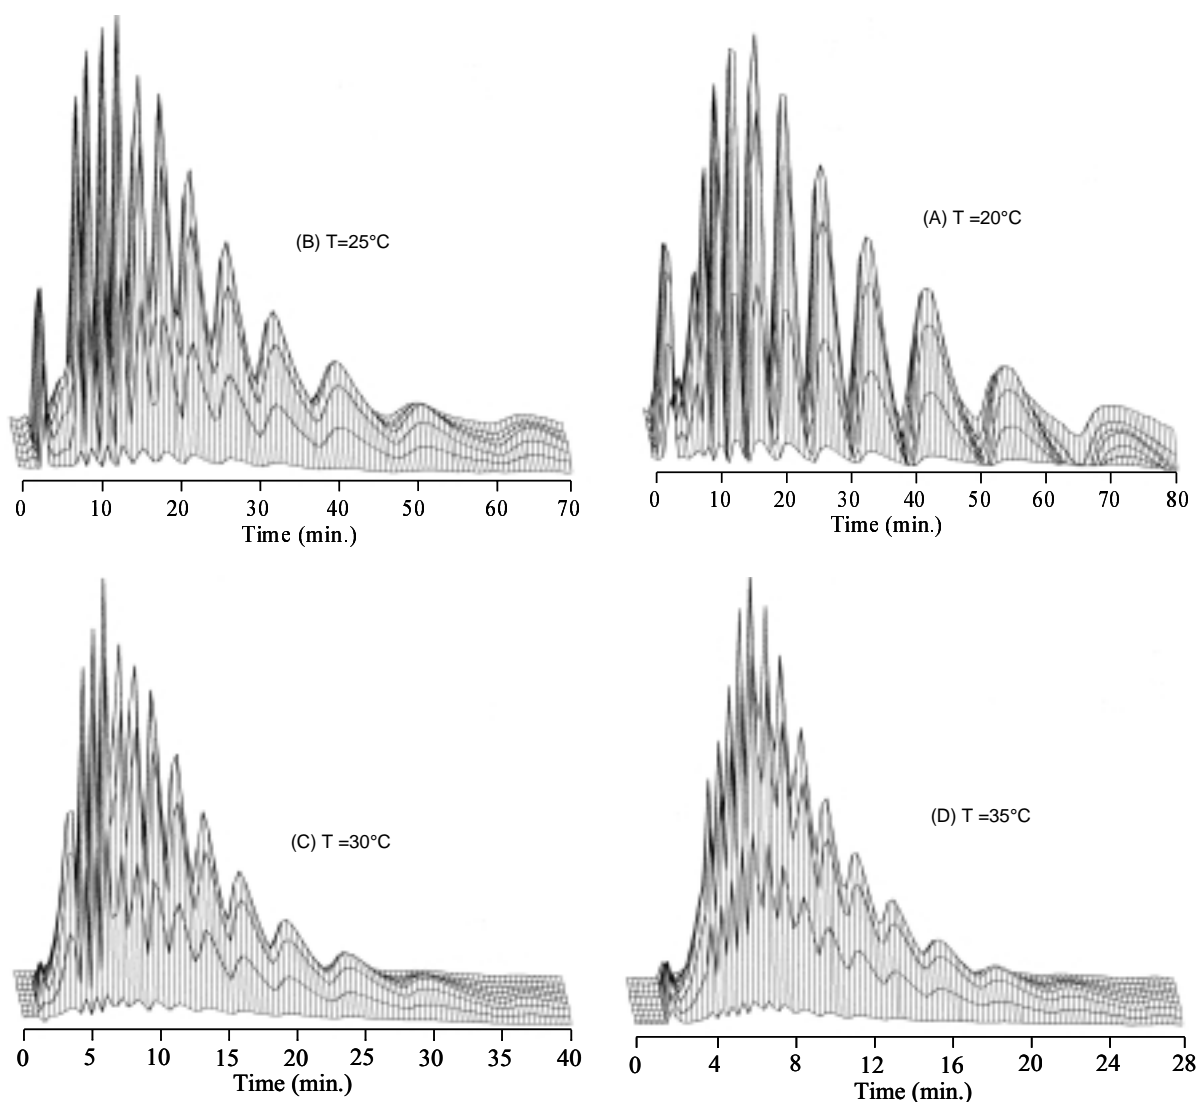 (B) T=25°C
0 10 20 30 40 50 60 70
Time (min.)
(A) T =20°C
0 10 20 30 40 50 60 70 80
Time (min.)
(C) T =30°C
0 5 10 15 20 25 30 35 40
Time (min.)
(D) T =35°C
0 4 8 12 16 20 24 28
Time (min.)